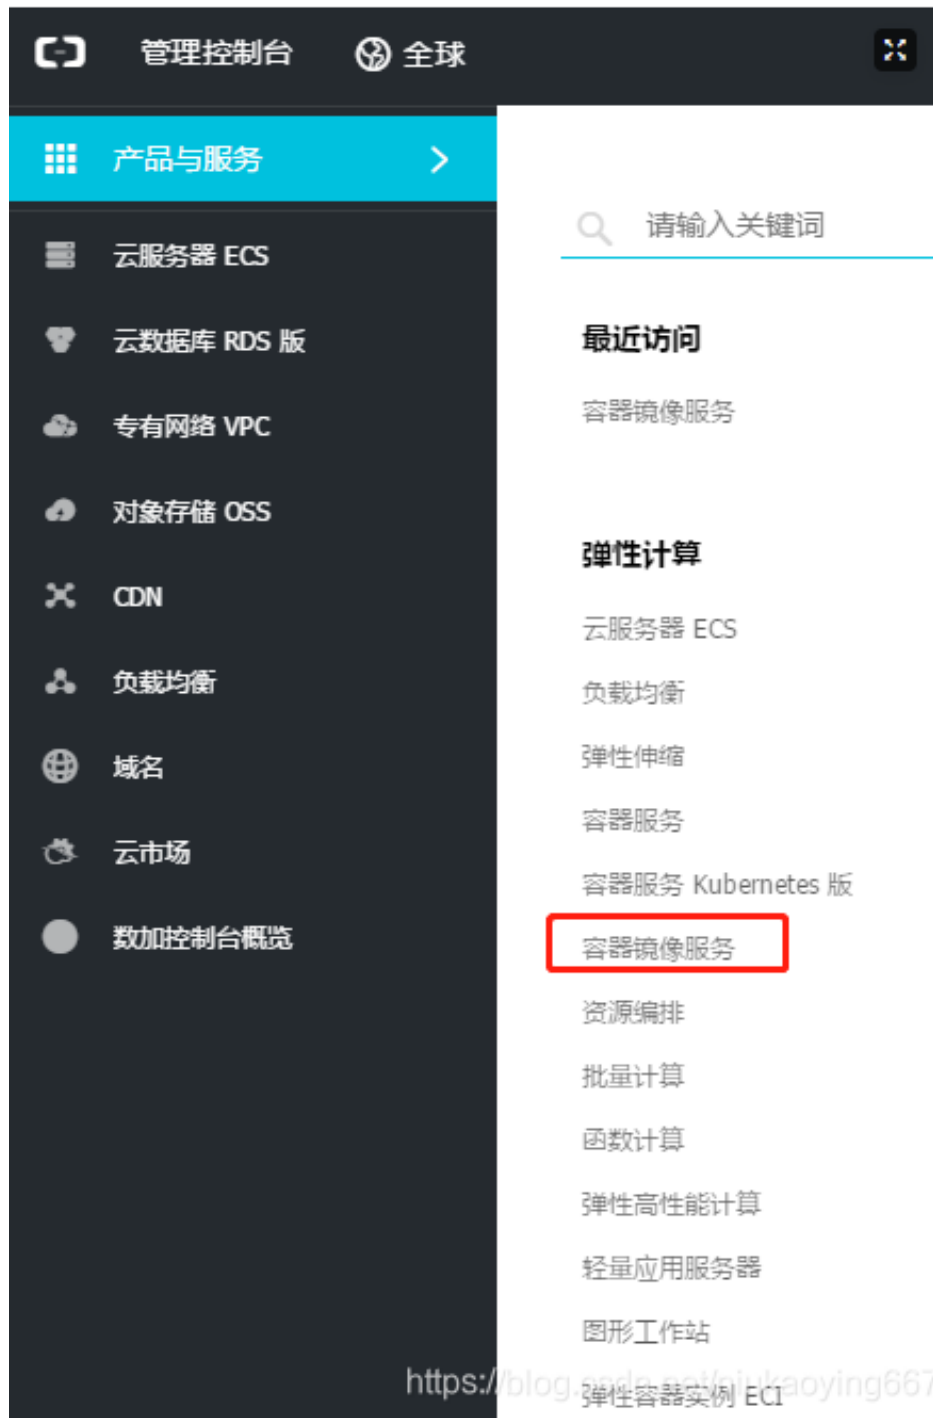 管理控制台 全球
产品与服务
云服务器 ECS
云数据库 RDS 版
专有网络 VPC
对象存储 OSS
CDN
负载均衡
域名
云市场
数加控制台概览
请输入关键词
最近访问
容器镜像服务
弹性计算
云服务器 ECS
负载均衡
弹性伸缩
容器服务
容器服务 Kubernetes 版
容器镜像服务
资源编排
批量计算
函数计算
弹性高性能计算
轻量应用服务器
图形工作站
弹性容器实例 ECI